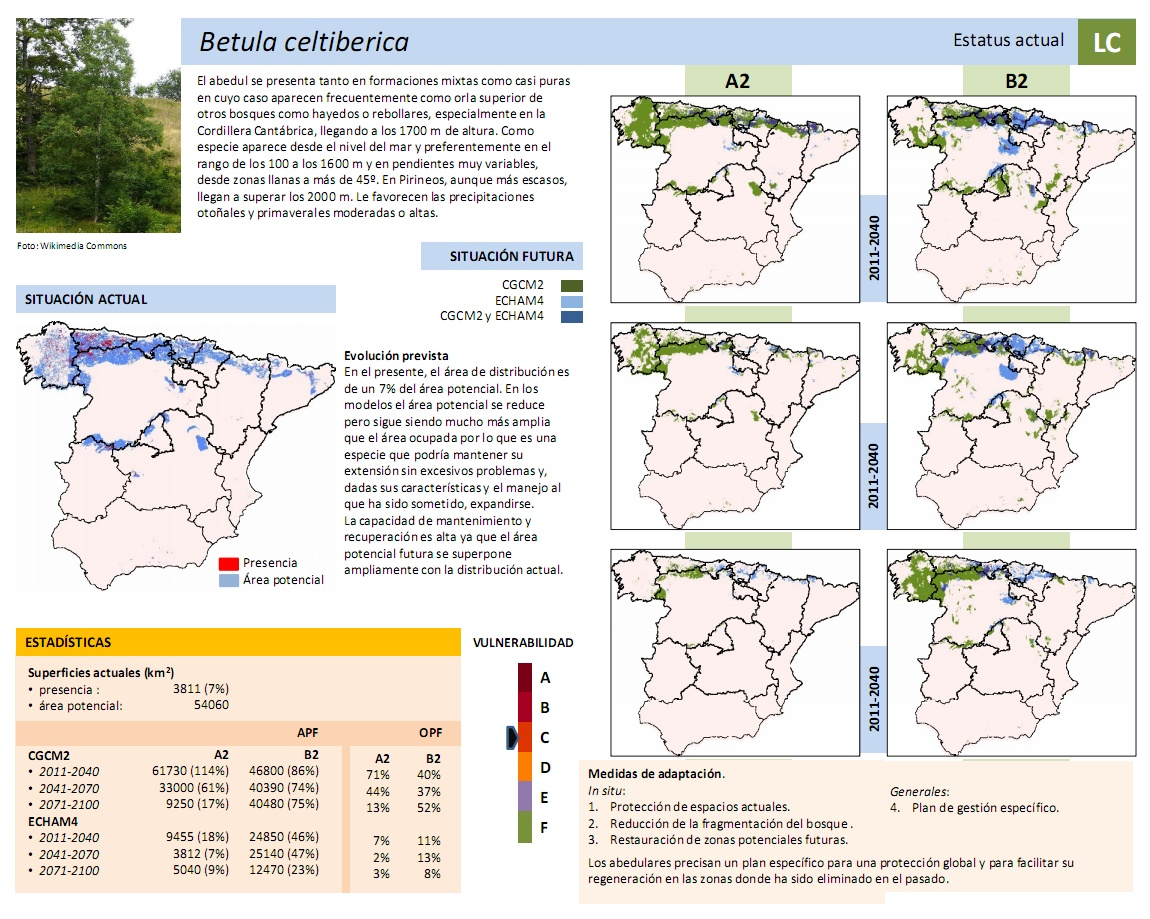 Betula celtiberica
Estatus actual
LC
El abedul se presenta tanto en formaciones mixtas como casi puras
en cuyo caso aparecen frecuentemente como orla superior de
otros bosques como hayedos o rebollares, especialmente en la
Cordillera Cantábrica, llegando a los 1700 m de altura. Como
especie aparece desde el nivel del mar y preferentemente en el
rango de los 100 a los 1600 m y en pendientes muy variables,
desde zonas llanas a más de 45º. En Pirineos, aunque más escasos,
llegan a superar los 2000 m. Le favorecen las precipitaciones
otoñales y primaverales moderadas o altas.
Foto: Wikimedia Commons
SITUACIÓN FUTURA
CGCM2
ECHAM4
CGCM2 y ECHAM4
SITUACIÓN ACTUAL
Presencia
Área potencial
Evolución prevista
En el presente, el área de distribución es
de un 7% del área potencial. En los
modelos el área potencial se reduce
pero sigue siendo mucho más amplia
que el área ocupada por lo que es una
especie que podría mantener su
extensión sin excesivos problemas y,
dadas sus características y el manejo al
que ha sido sometido, expandirse.
La capacidad de mantenimiento y
recuperación es alta ya que el área
potencial futura se superpone
ampliamente con la distribución actual.
A2
B2
2011-2040
2011-2040
2011-2040
ESTADÍSTICAS
Superficies actuales (km²)
• presencia : 3811 (7%)
• área potencial: 54060
APF OPF
CGCM2 A2 B2 A2 B2
• 2011-2040 61730 (114%) 46800 (86%) 71% 40%
• 2041-2070 33000 (61%) 40390 (74%) 44% 37%
• 2071-2100 9250 (17%) 40480 (75%) 13% 52%
ECHAM4
• 2011-2040 9455 (18%) 24850 (46%) 7% 11%
• 2041-2070 3812 (7%) 25140 (47%) 2% 13%
• 2071-2100 5040 (9%) 12470 (23%) 3% 8%
VULNERABILIDAD
A
B
C
D
E
F
Medidas de adaptación.
In situ:
1. Protección de espacios actuales.
2. Reducción de la fragmentación del bosque .
3. Restauración de zonas potenciales futuras.
Generales:
4. Plan de gestión específico.
Los abedulares precisan un plan específico para una protección global y para facilitar su
regeneración en las zonas donde ha sido eliminado en el pasado.